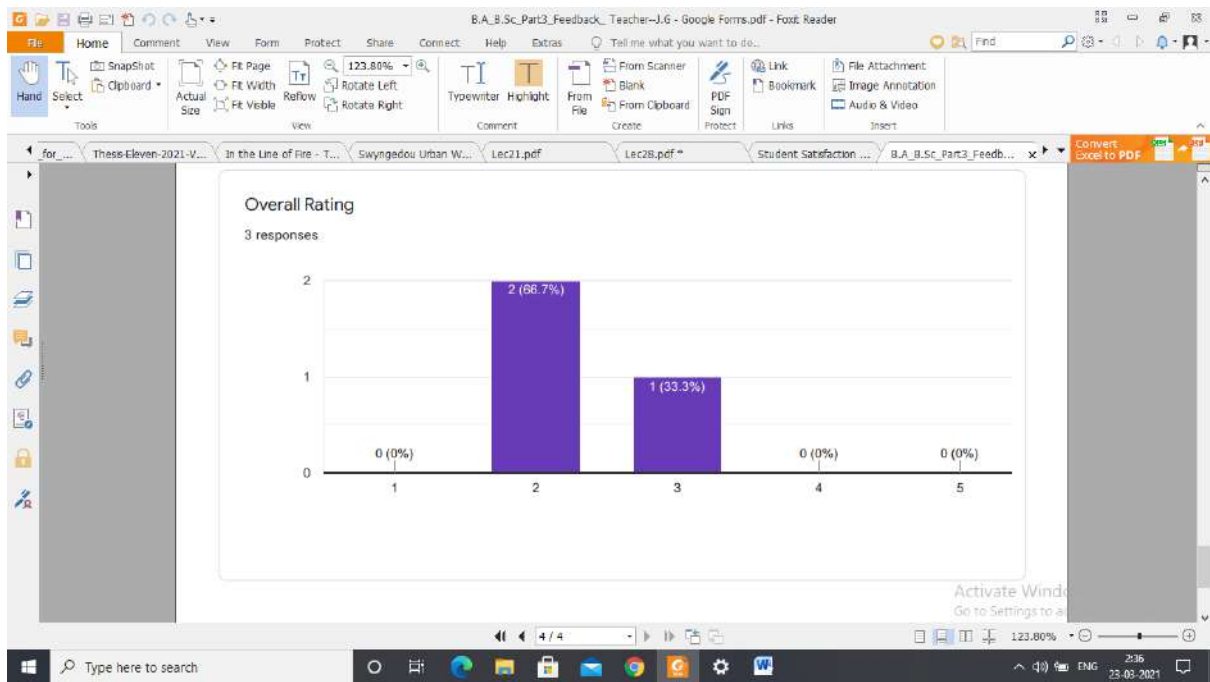 B.A_B.Sc_Part3_Feedback_ Teacher--J.G - Google Forms.pdf - Foxit Reader
File Home Comment View Form Protect Share Connect Help Extras Tell me what you want to do... Find
Hand
Select
SnapShot
Clipboard
Actual Size
Fit Page
Fit Width
Fit Visible
Reflow
123.80%
Rotate Left
Rotate Right
Typewriter
Highlight
From File
From Scanner
Blank
From Clipboard
PDF Sign
Link
Bookmark
File Attachment
Image Annotation
Audio & Video
Tools View Comment Create Protect Links Insert
_for_... Thesis-Eleven-2021-V... In the Line of Fire - T... Swyngedou Urban W... Lec21.pdf Lec28.pdf * Student Satisfaction ... B.A_B.Sc_Part3_Feedb... x
Convert
Excel to PDF
Overall Rating
3 responses
2
2 (66.7%)
1
1 (33.3%)
0 (0%) 0 (0%) 0 (0%)
0
1 2 3 4 5
Activate Wind
Go to Settings to a
4 / 4 123.80%
Type here to search
ENG
2:36
23-03-2021